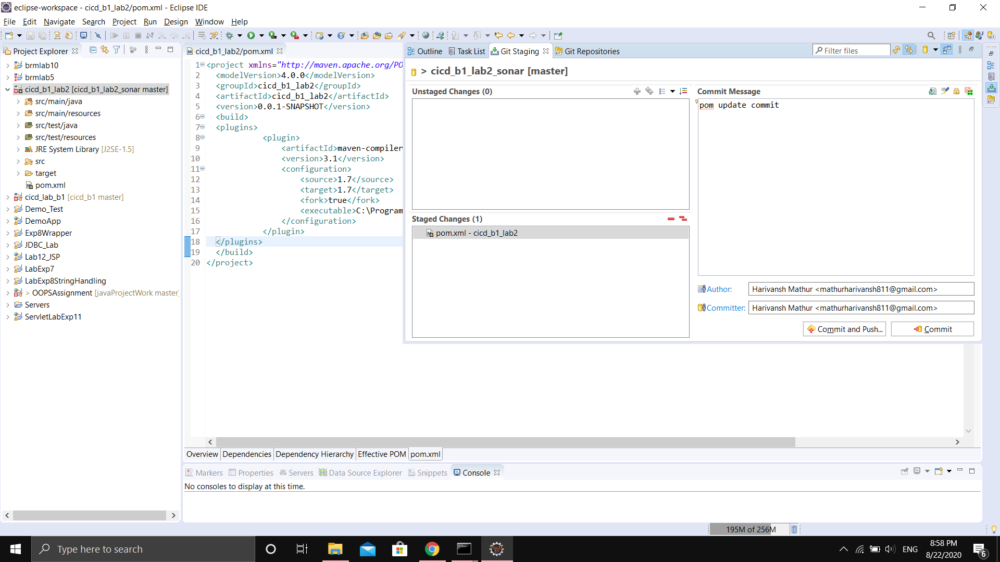 eclipse-workspace - cicd_b1_lab2/pom.xml - Eclipse IDE
File Edit Navigate Search Project Run Design Window Help
Project Explorer
brmlab10
brmlab5
cicd_b1_lab2 [cicd_b1_lab2_sonar master]
src/main/java
src/main/resources
src/test/java
src/test/resources
JRE System Library [J2SE-1.5]
src
target
pom.xml
cicd_lab_b1 [cicd_b1 master]
Demo_Test
DemoApp
Exp8Wrapper
JDBC_Lab
Lab12_JSP
LabExp7
LabExp8StringHandling
> OOPSAssignment [javaProjectWork master]
Servers
ServletLabExp11
cicd_b1_lab2/pom.xml
1 <project xmlns="http://maven.apache.org/PO
2 <modelVersion>4.0.0</modelVersion>
3 <groupId>cicd_b1_lab2</groupId>
4 <artifactId>cicd_b1_lab2</artifactId>
5 <version>0.0.1-SNAPSHOT</version>
6 <build>
7 <plugins>
8 <plugin>
9 <artifactId>maven-compiler
10 <version>3.1</version>
11 <configuration>
12 <source>1.7</source>
13 <target>1.7</target>
14 <fork>true</fork>
15 <executable>C:\Program
16 </configuration>
17 </plugin>
18 </plugins>
19 </build>
20 </project>
Overview Dependencies Dependency Hierarchy Effective POM pom.xml
Outline Task List Git Staging Git Repositories
Filter files
> cicd_b1_lab2_sonar [master]
Unstaged Changes (0)
Staged Changes (1)
pom.xml - cicd_b1_lab2
Commit Message
pom update commit
Author: Harivansh Mathur <mathurharivansh811@gmail.com>
Committer: Harivansh Mathur <mathurharivansh811@gmail.com>
Commit and Push... Commit
Markers Properties Servers Data Source Explorer Snippets Console
No consoles to display at this time.
195M of 256M
Type here to search
ENG
8:58 PM
8/22/2020
6